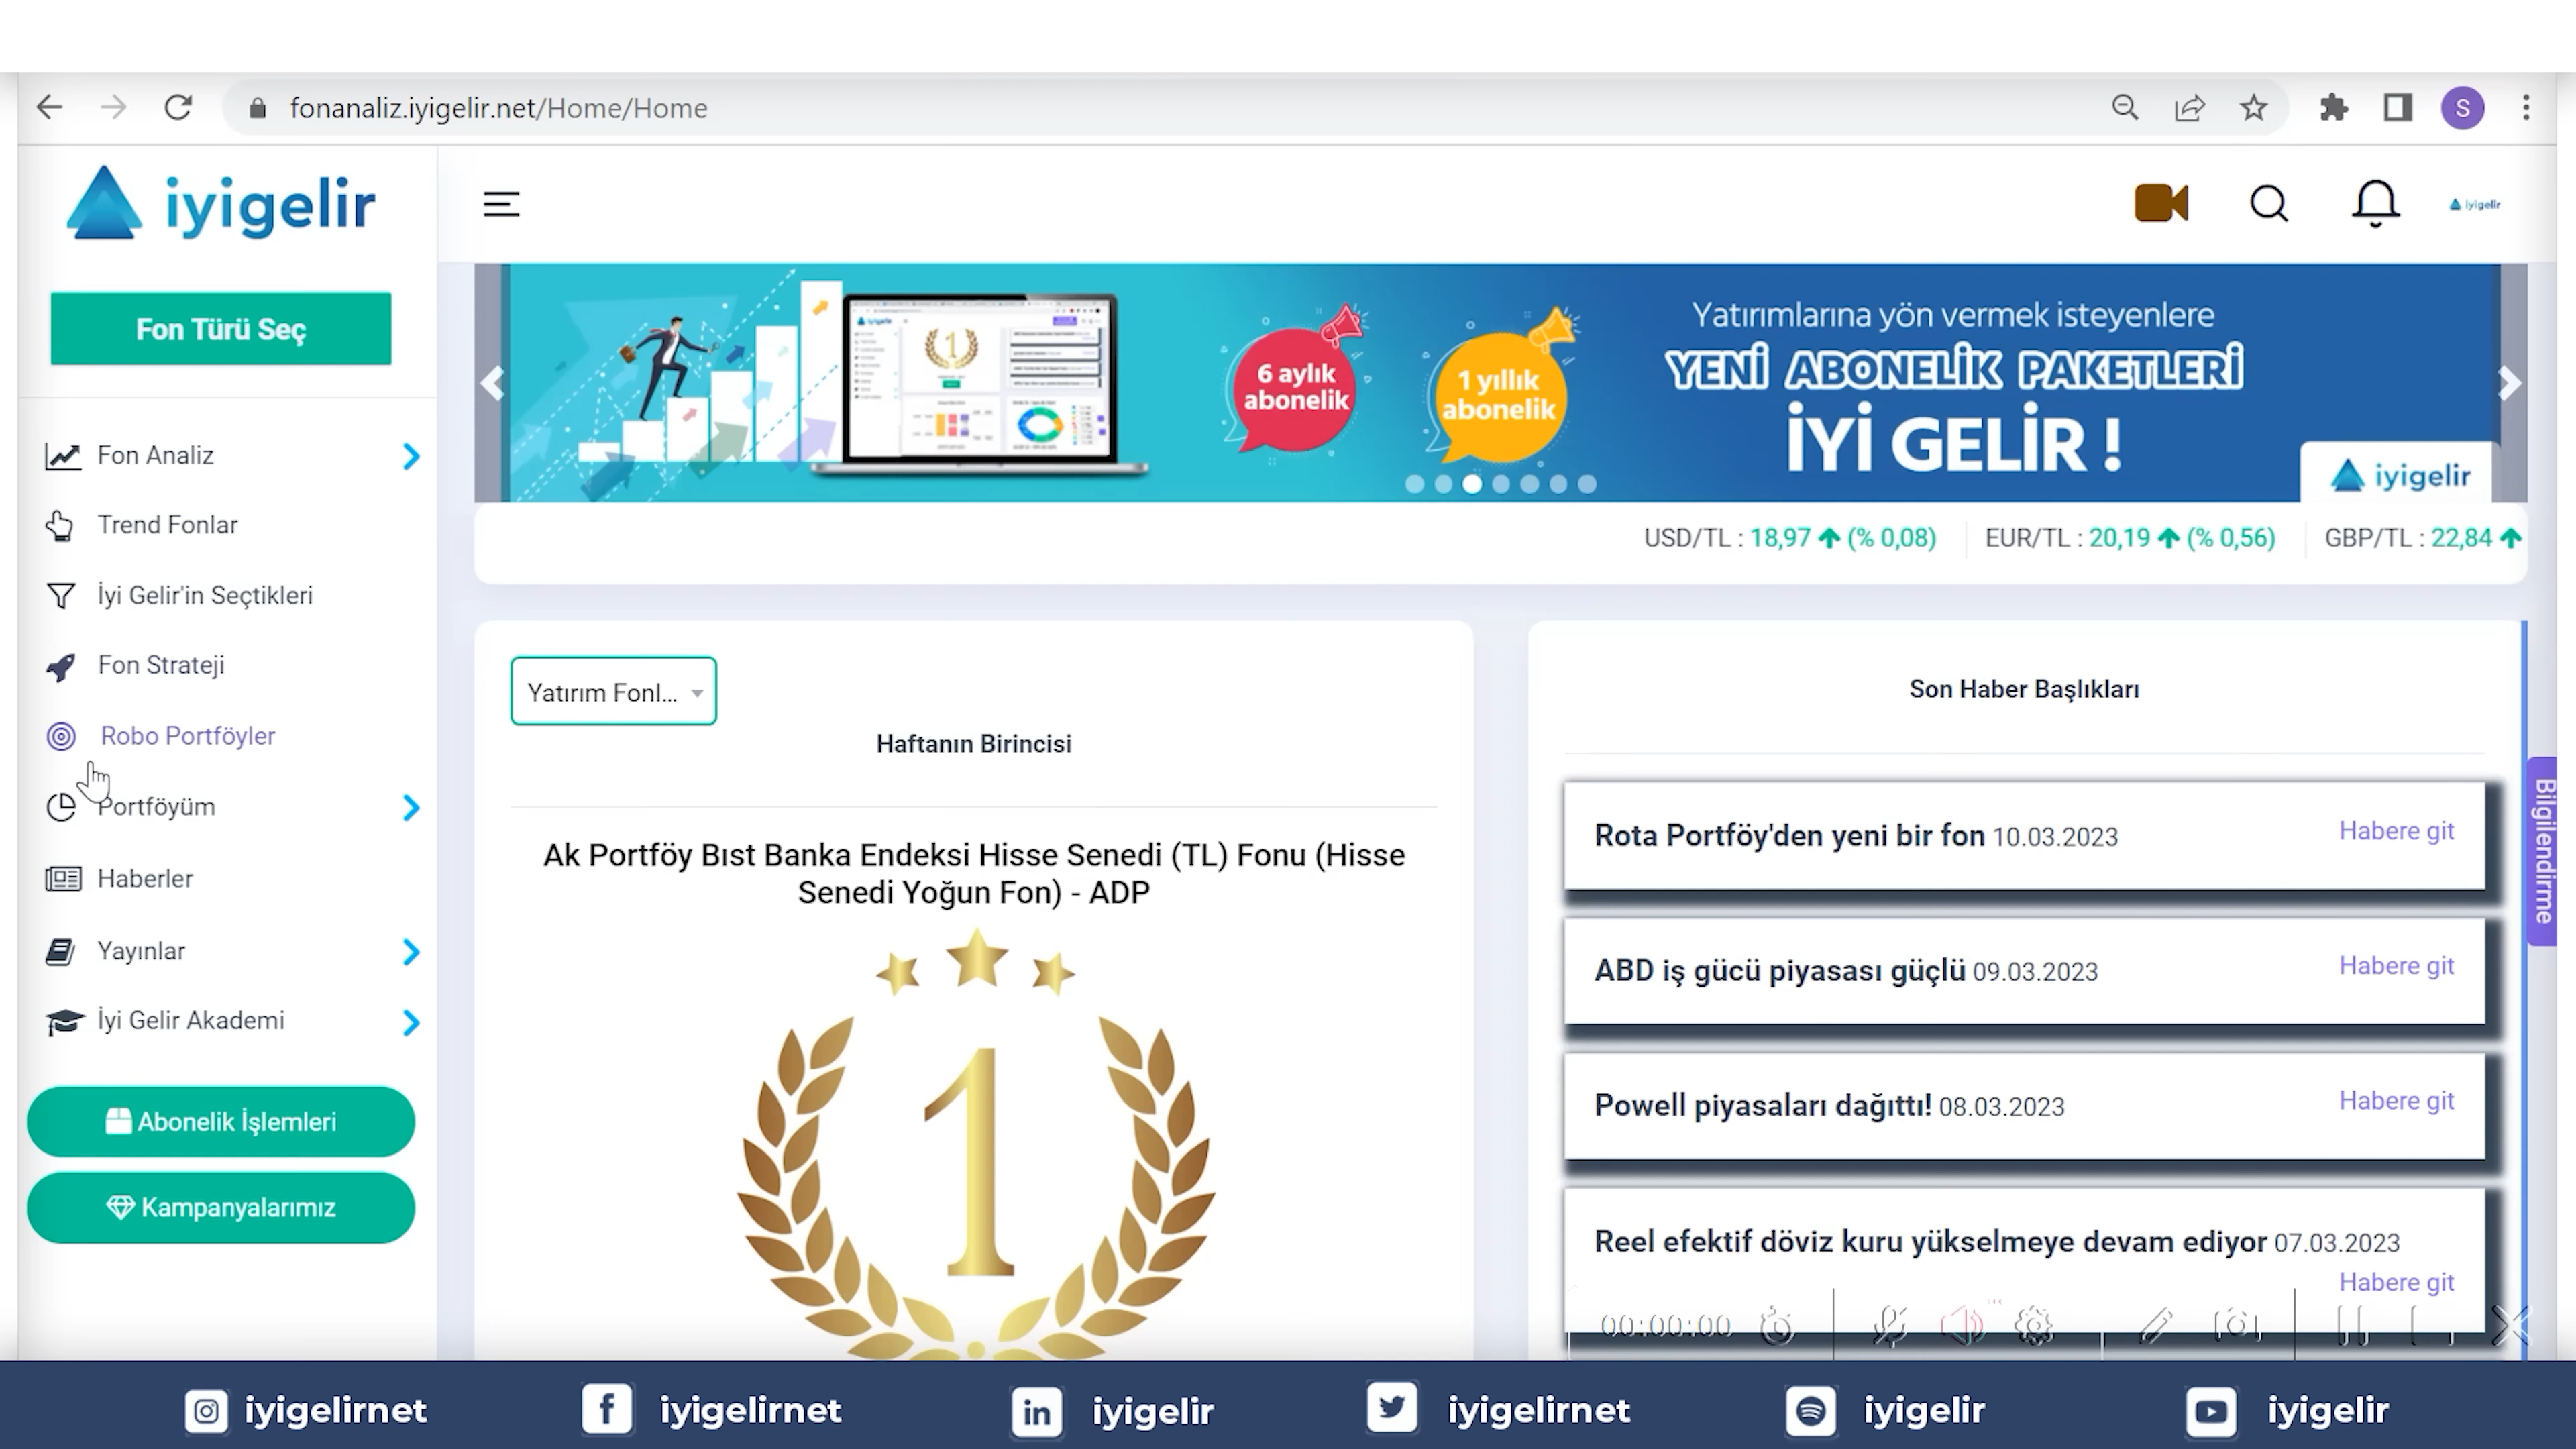 fonanaliz.iyigelir.net/Home/Home
S
iyigelir
iyigelir
Fon Türü Seç
Fon Analiz
Trend Fonlar
İyi Gelir'in Seçtikleri
Fon Strateji
Robo Portföyler
Portföyüm
Haberler
Yayınlar
İyi Gelir Akademi
Abonelik İşlemleri
Kampanyalarımız
6 aylık
abonelik
1 yıllık
abonelik
Yatırımlarına yön vermek isteyenlere
YENİ ABONELİK PAKETLERİ
İYİ GELİR !
iyigelir
USD/TL : 18,97 (% 0,08) EUR/TL : 20,19 (% 0,56) GBP/TL : 22,84
Yatırım Fonl...
Haftanın Birincisi
Ak Portföy Bıst Banka Endeksi Hisse Senedi (TL) Fonu (Hisse
Senedi Yoğun Fon) - ADP
1
Son Haber Başlıkları
Rota Portföy'den yeni bir fon 10.03.2023 Habere git
ABD iş gücü piyasası güçlü 09.03.2023 Habere git
Powell piyasaları dağıttı! 08.03.2023 Habere git
Reel efektif döviz kuru yükselmeye devam ediyor 07.03.2023
Habere git
Bilgilendirme
00:00:00
iyigelirnet iyigelirnet iyigelir iyigelirnet iyigelir iyigelir